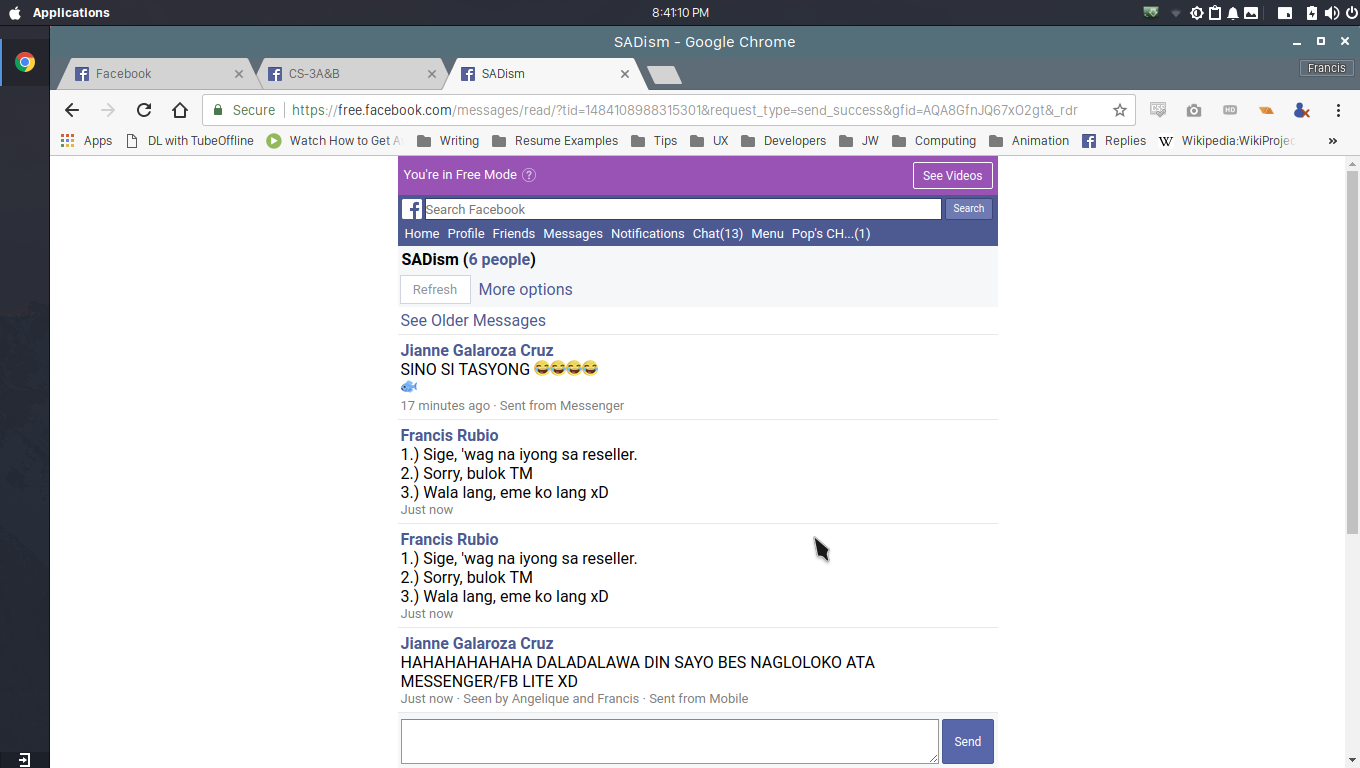 Applications
8:41:10 PM
SADism - Google Chrome
Facebook
CS-3A&B
SADism
Francis
Secure
https://free.facebook.com/messages/read/?tid=1484108988315301&request_type=send_success&gfid=AQA8GfnJQ67xO2gt&_rdr
Apps
DL with TubeOffline
Watch How to Get A
Writing
Resume Examples
Tips
UX
Developers
JW
Computing
Animation
Replies
Wikipedia:WikiProjec
You're in Free Mode ?
See Videos
Search Facebook
Search
Home Profile Friends Messages Notifications Chat(13) Menu Pop's CH...(1)
SADism (6 people)
Refresh
More options
See Older Messages
Jianne Galaroza Cruz
SINO SI TASYONG 😂😂😂😂
🐟
17 minutes ago · Sent from Messenger
Francis Rubio
1.) Sige, 'wag na iyong sa reseller.
2.) Sorry, bulok TM
3.) Wala lang, eme ko lang xD
Just now
Francis Rubio
1.) Sige, 'wag na iyong sa reseller.
2.) Sorry, bulok TM
3.) Wala lang, eme ko lang xD
Just now
Jianne Galaroza Cruz
HAHAHAHAHAHA DALADALAWA DIN SAYO BES NAGLOLOKO ATA
MESSENGER/FB LITE XD
Just now · Seen by Angelique and Francis · Sent from Mobile
Send